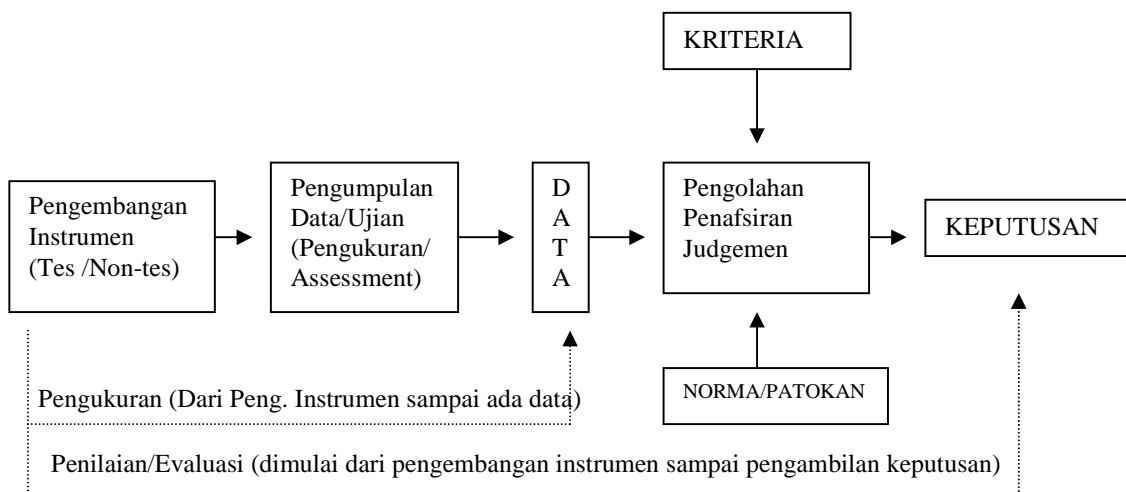 KRITERIA
Pengembangan
Instrumen
(Tes /Non-tes)
Pengumpulan
Data/Ujian
(Pengukuran/
Assessment)
D
A
T
A
Pengolahan
Penafsiran
Judgemen
KEPUTUSAN
NORMA/PATOKAN
Pengukuran (Dari Peng. Instrumen sampai ada data)
Penilaian/Evaluasi (dimulai dari pengembangan instrumen sampai pengambilan keputusan)